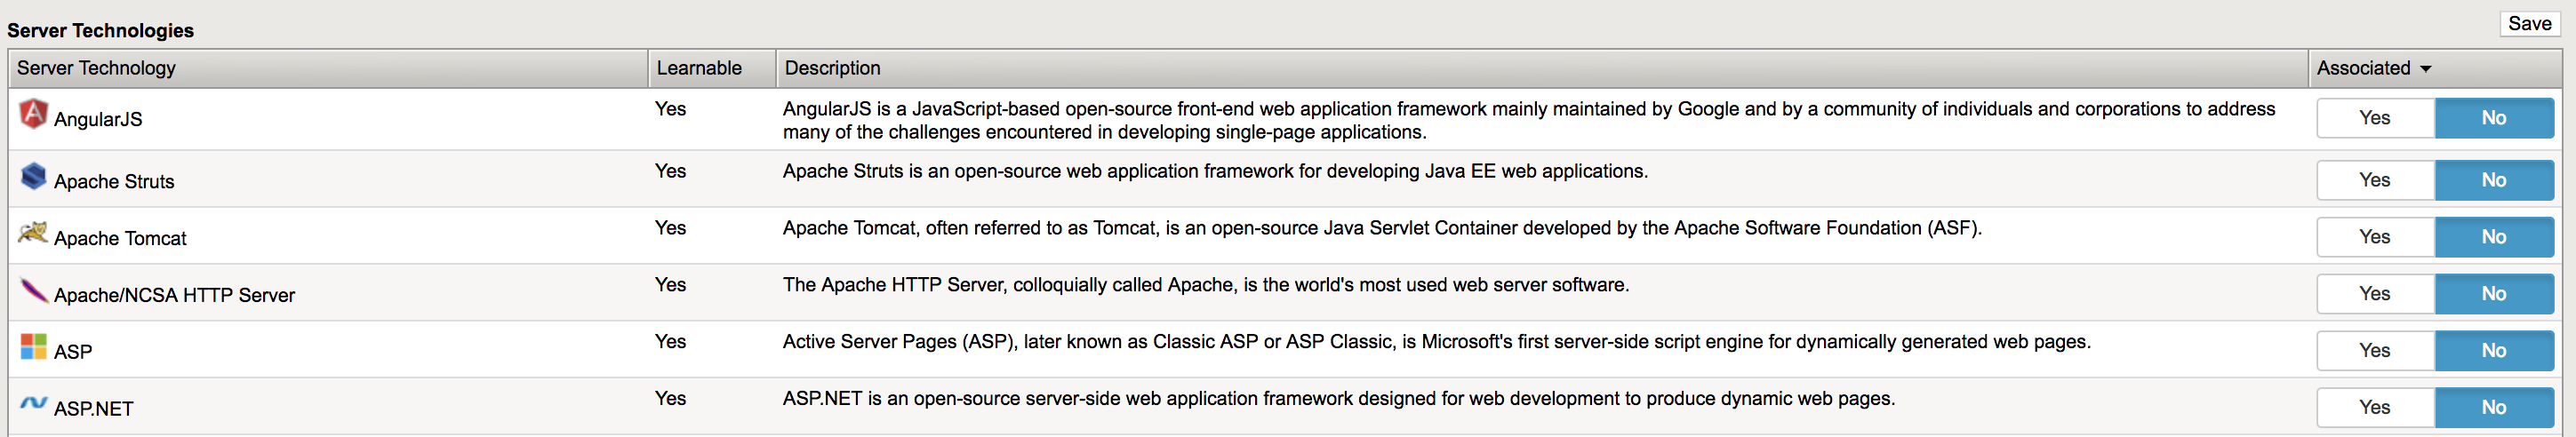 Server Technologies
Save
Server Technology Learnable Description Associated
AngularJS Yes AngularJS is a JavaScript-based open-source front-end web application framework mainly maintained by Google and by a community of individuals and corporations to address
many of the challenges encountered in developing single-page applications.
Yes No
Apache Struts Yes Apache Struts is an open-source web application framework for developing Java EE web applications. Yes No
Apache Tomcat Yes Apache Tomcat, often referred to as Tomcat, is an open-source Java Servlet Container developed by the Apache Software Foundation (ASF). Yes No
Apache/NCSA HTTP Server Yes The Apache HTTP Server, colloquially called Apache, is the world's most used web server software. Yes No
ASP Yes Active Server Pages (ASP), later known as Classic ASP or ASP Classic, is Microsoft's first server-side script engine for dynamically generated web pages. Yes No
ASP.NET Yes ASP.NET is an open-source server-side web application framework designed for web development to produce dynamic web pages. Yes No